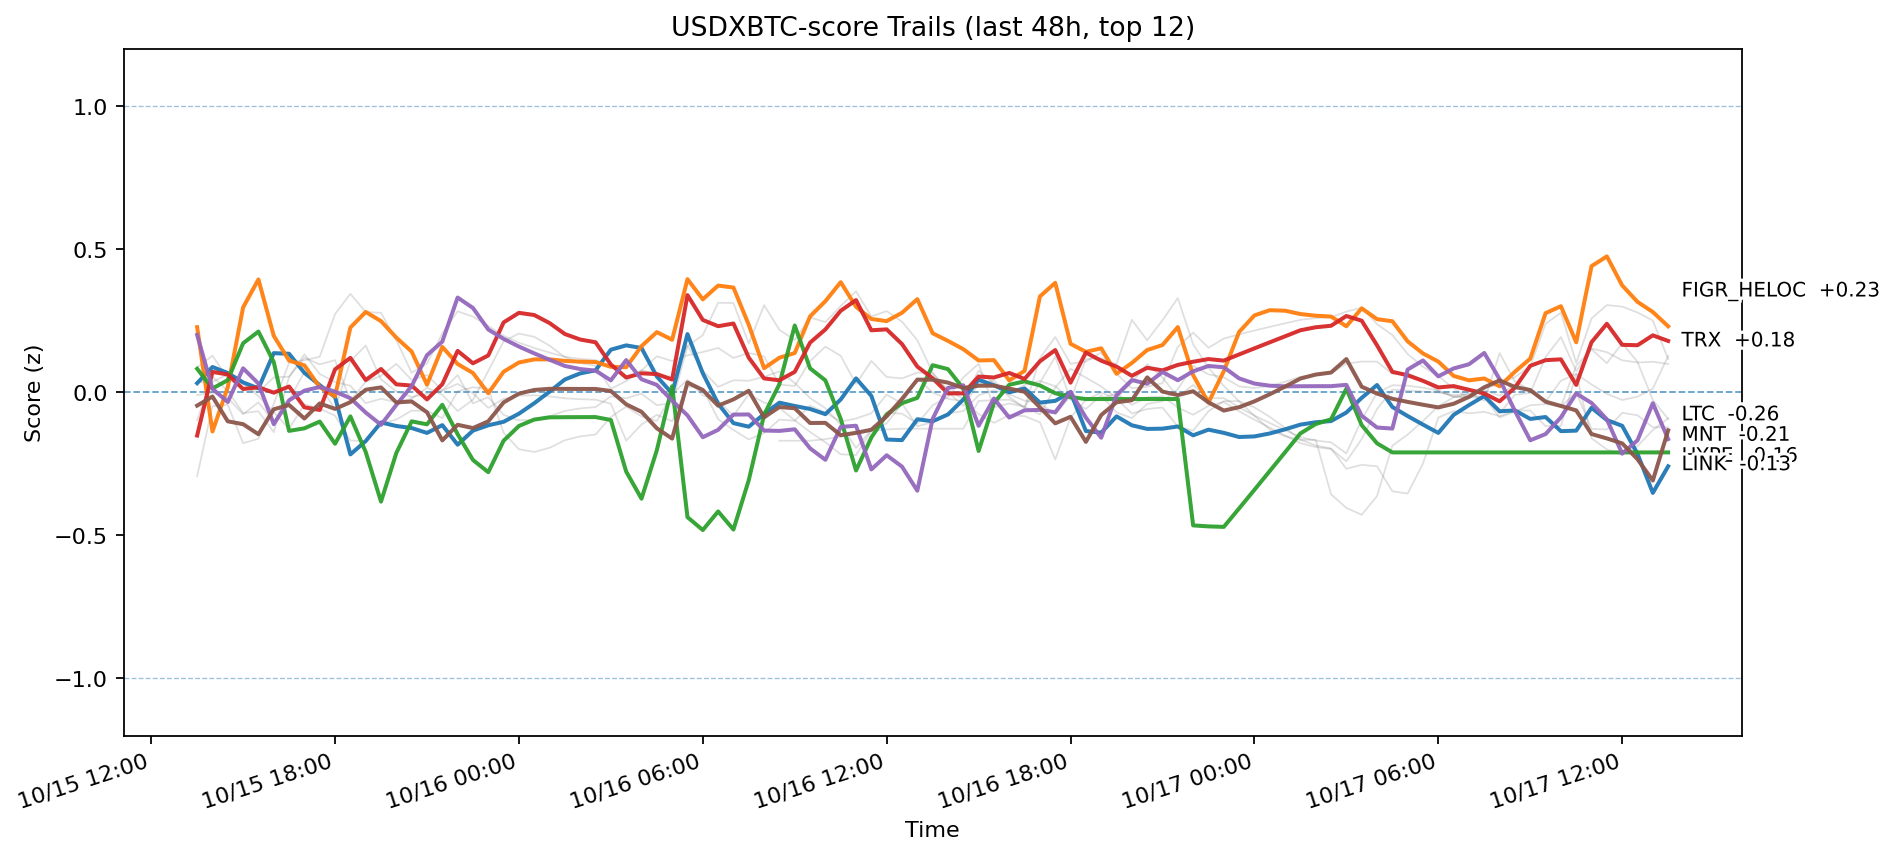 USDXBTC-score Trails (last 48h, top 12)
Score (z)
1.0
0.5
0.0
−0.5
−1.0
FIGR_HELOC +0.23
TRX +0.18
LTC -0.26
MNT -0.21
LINK -0.13
10/15 12:00
10/15 18:00
10/16 00:00
10/16 06:00
10/16 12:00
10/16 18:00
10/17 00:00
10/17 06:00
10/17 12:00
Time